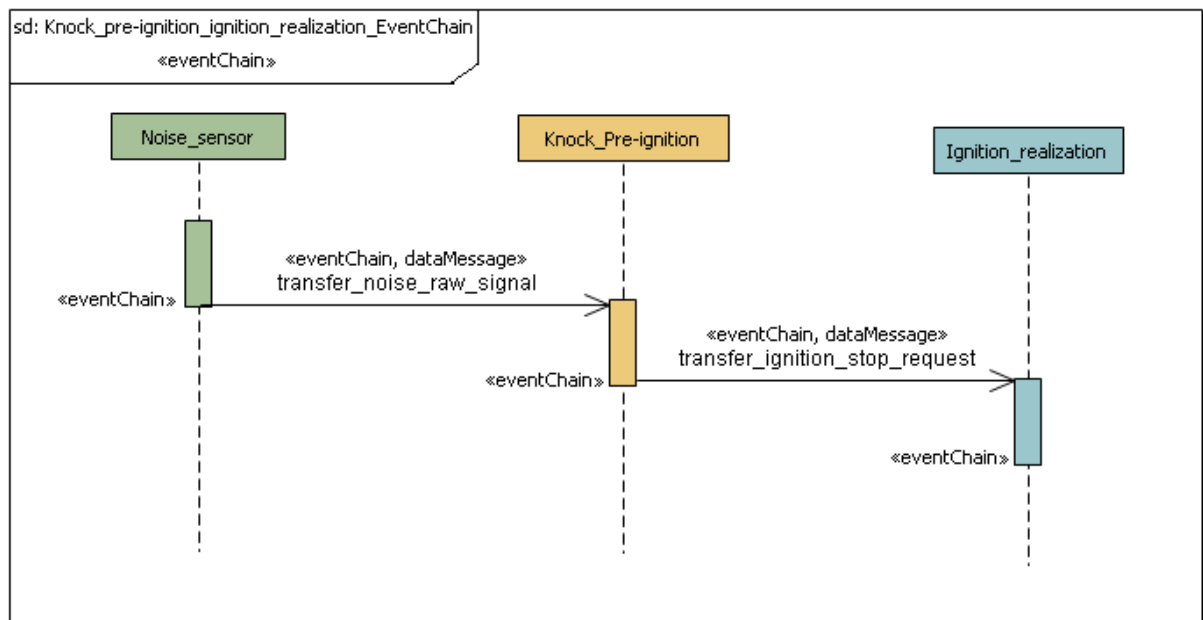 sd: Knock_pre-ignition_ignition_realization_EventChain
«eventChain»
Noise_sensor
Knock_Pre-ignition
Ignition_realization
«eventChain, dataMessage»
transfer_noise_raw_signal
«eventChain»
«eventChain, dataMessage»
transfer_ignition_stop_request
«eventChain»
«eventChain»